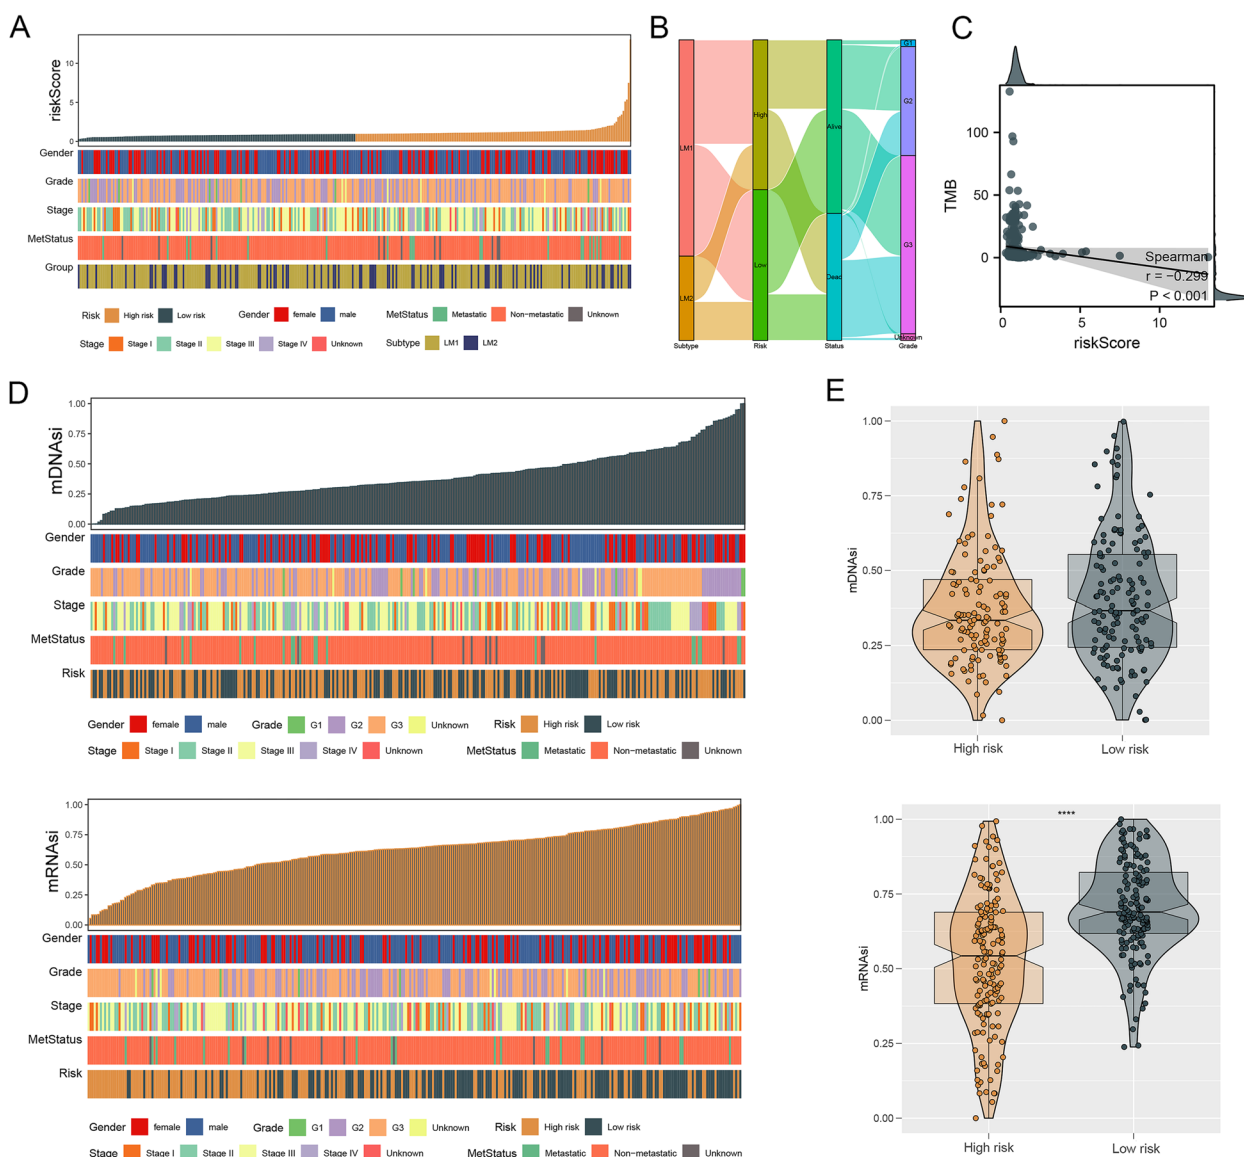 A
riskScore
10
5
0
Gender
Grade
Stage
MetStatus
Group
Risk High risk Low risk Gender female male MetStatus Metastatic Non-metastatic Unknown
Stage Stage I Stage II Stage III Stage IV Unknown Subtype LM1 LM2
B
LM1
LM2
High
Low
Alive
Dead
G1
G2
G3
Unknown
Subtype Risk Status Grade
C
TMB
100
50
0
Spearman
r = −0.299
P < 0.001
0 5 10
riskScore
D
mDNAsi
1.00
0.75
0.50
0.25
0.00
Gender
Grade
Stage
MetStatus
Risk
Gender female male Grade G1 G2 G3 Unknown Risk High risk Low risk
Stage Stage I Stage II Stage III Stage IV Unknown MetStatus Metastatic Non-metastatic Unknown
mRNAsi
1.00
0.75
0.50
0.25
0.00
Gender
Grade
Stage
MetStatus
Risk
Gender female male Grade G1 G2 G3 Unknown Risk High risk Low risk
Stage Stage I Stage II Stage III Stage IV Unknown MetStatus Metastatic Non-metastatic Unknown
E
mDNAsi
1.00
0.75
0.50
0.25
0.00
High risk Low risk
mRNAsi
1.00
0.75
0.50
0.25
0.00
****
High risk Low risk